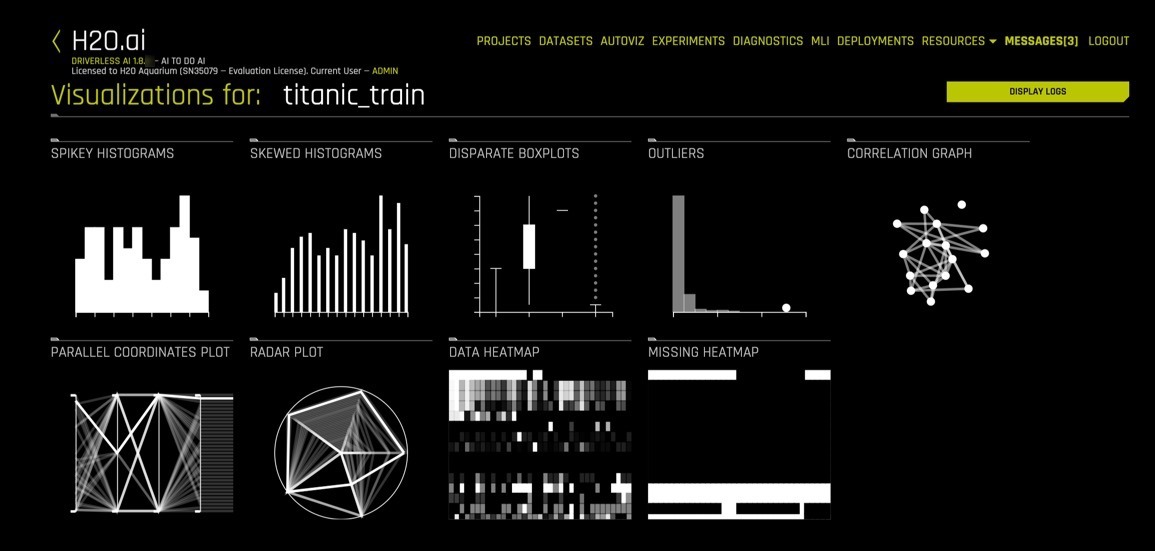 H2O.ai
PROJECTS DATASETS AUTOVIZ EXPERIMENTS DIAGNOSTICS MLI DEPLOYMENTS RESOURCES MESSAGES[3] LOGOUT
DRIVERLESS AI 1.8. – AI TO DO AI
Licensed to H2O Aquarium (SN35079 – Evaluation License). Current User – ADMIN
Visualizations for: titanic_train
DISPLAY LOGS
SPIKEY HISTOGRAMS
SKEWED HISTOGRAMS
DISPARATE BOXPLOTS
OUTLIERS
CORRELATION GRAPH
PARALLEL COORDINATES PLOT
RADAR PLOT
DATA HEATMAP
MISSING HEATMAP